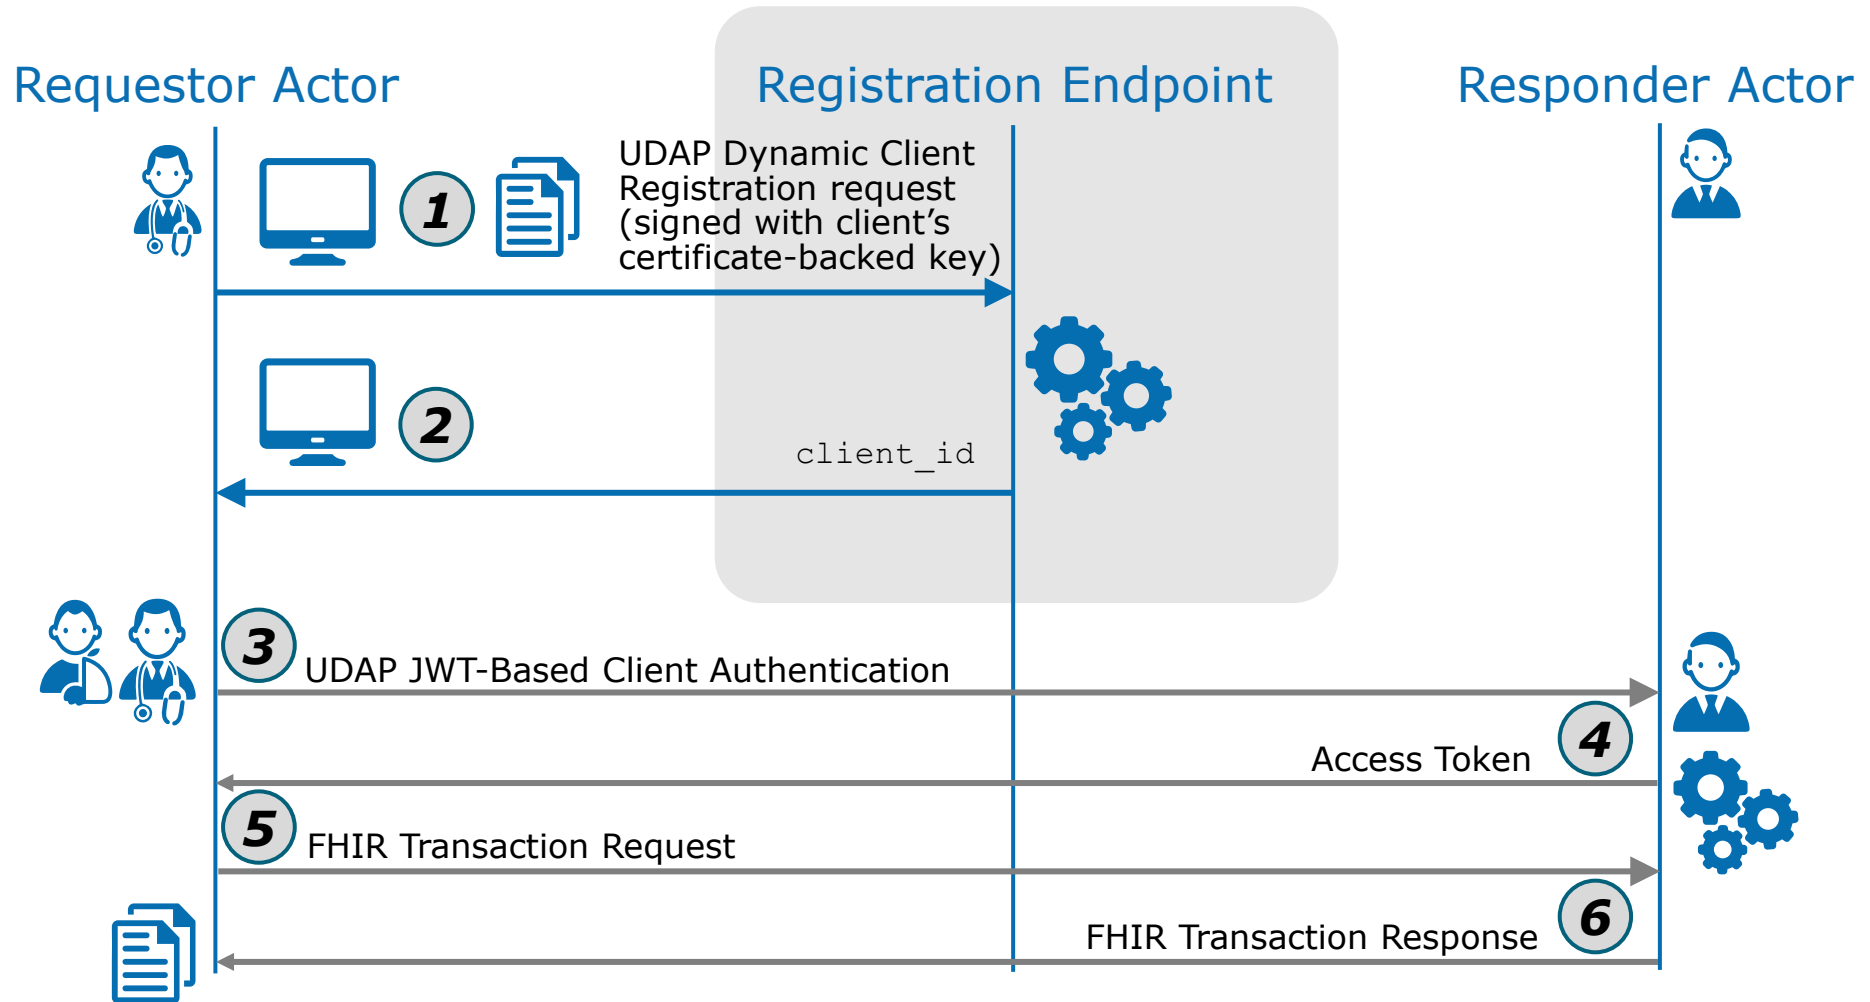 Requestor Actor
Registration Endpoint
Responder Actor
1
UDAP Dynamic Client
Registration request
(signed with client’s
certificate-backed key)
2
client_id
3
UDAP JWT-Based Client Authentication
4
Access Token
5
FHIR Transaction Request
6
FHIR Transaction Response